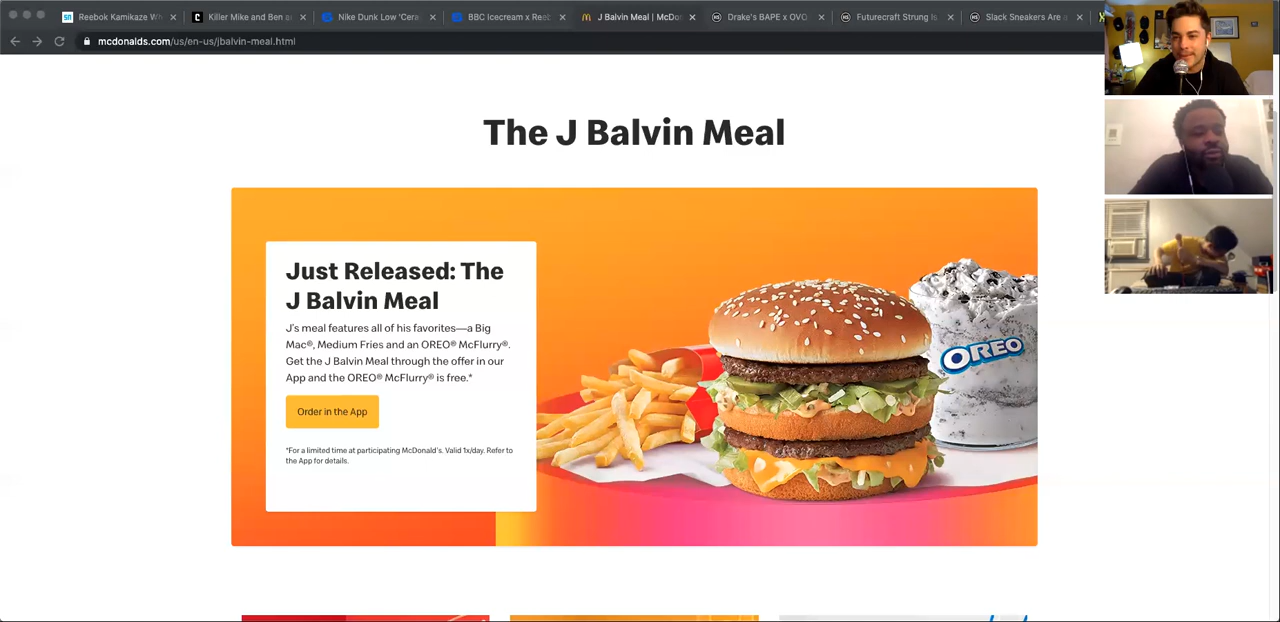 Reebok Kamikaze Wh
Killer Mike and Ben a
Nike Dunk Low 'Cera
BBC Icecream x Reeb
J Balvin Meal | McDon
Drake's BAPE x OVO
Futurecraft Strung Is
Slack Sneakers Are a
mcdonalds.com/us/en-us/jbalvin-meal.html
The J Balvin Meal
Just Released: The
J Balvin Meal
J's meal features all of his favorites—a Big
Mac®, Medium Fries and an OREO® McFlurry®.
Get the J Balvin Meal through the offer in our
App and the OREO® McFlurry® is free.*
Order in the App
*For a limited time at participating McDonald's. Valid 1x/day. Refer to
the App for details.
OREO